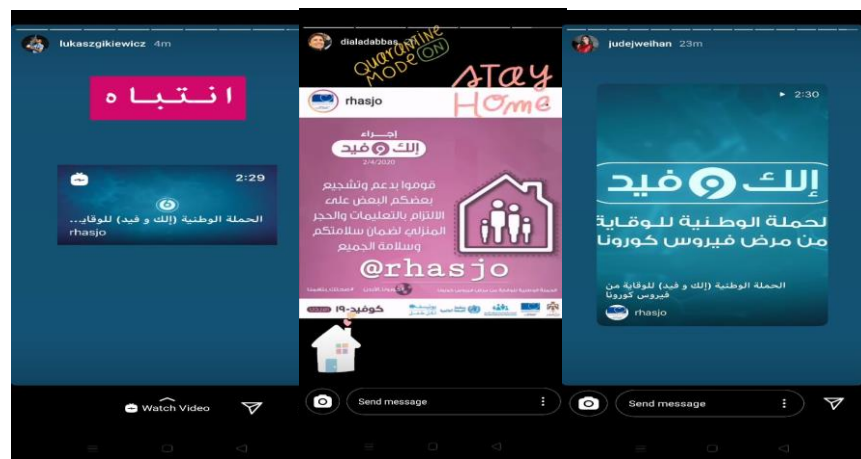 lukaszgikiewicz 4m
انتباه
2:29
الحملة الوطنية (إلك و فيد) للوقاي...
rhasjo
Watch Video
dialadabbas
QUARANTINE
MODE ON
STAY
HOME
rhasjo
إجراء
إلك و فيد
2/4/2020
قوموا بدعم وتشجيع
بعضكم البعض على
الالتزام بالتعليمات والحجر
المنزلي لضمان سلامتكم
وسلامة الجميع
@rhasjo
كوفيد-١٩
Send message
judejweihan 23m
2:30
إلك و فيد
لحملة الوطنية للوقاية
من مرض فيروس كورونا
الحملة الوطنية (إلك و فيد) للوقاية من
فيروس كورونا
rhasjo
Send message